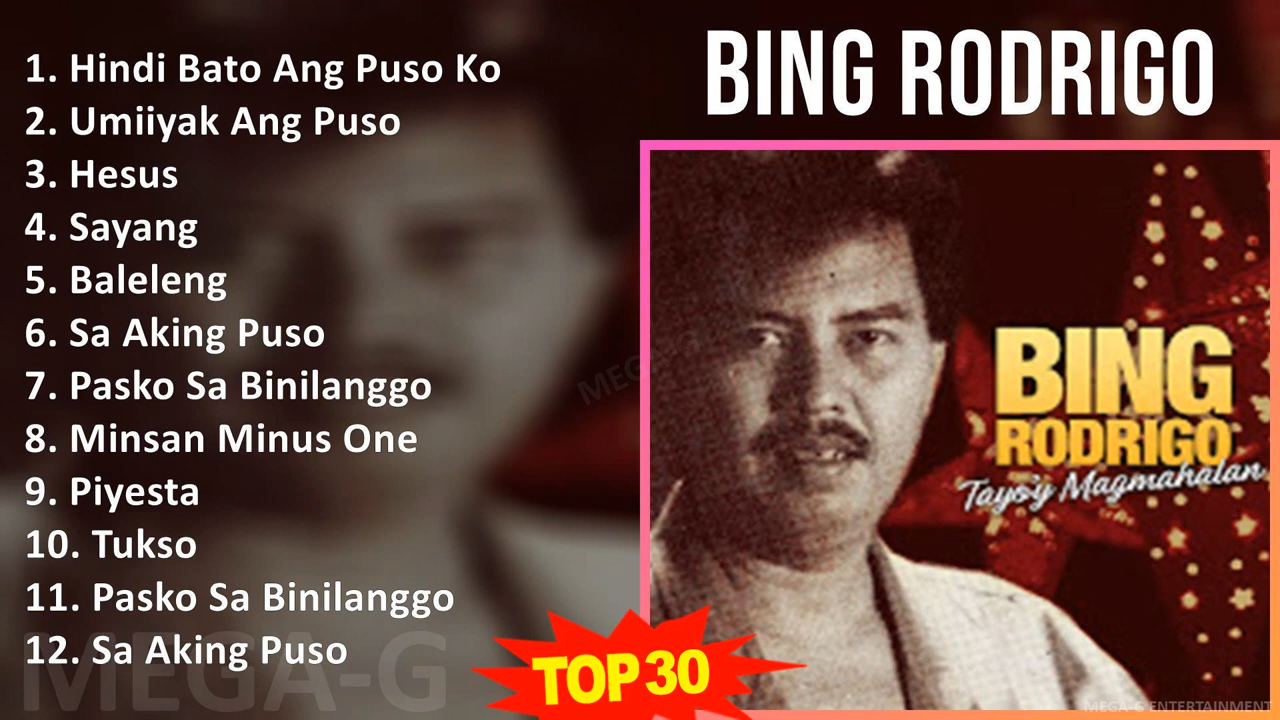 1. Hindi Bato Ang Puso Ko
2. Umiiyak Ang Puso
3. Hesus
4. Sayang
5. Baleleng
6. Sa Aking Puso
7. Pasko Sa Binilanggo
8. Minsan Minus One
9. Piyesta
10. Tukso
11. Pasko Sa Binilanggo
12. Sa Aking Puso
MEGA-G
TOP 30
BING RODRIGO
BING
RODRIGO
Tayo'y Magmahalan
MEGA-G ENTERTAINMENT